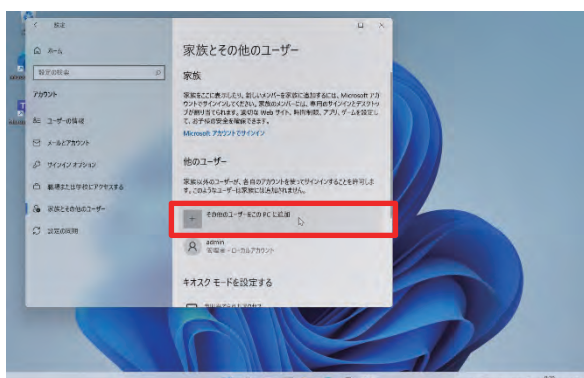 設定
ホーム
家族とその他のユーザー
設定の検索
家族
アカウント
家族をここに表示したり、新しいメンバーを家族に追加するには、Microsoft アカ
ウントでサインインしてください。家族のメンバーには、専用のサインインとデスクトッ
プが割り当てられます。適切な Web サイト、時間制限、アプリ、ゲームを設定し
て、お子様の安全を確保できます。
Microsoft アカウントでサインイン
ユーザーの情報
メールとアカウント
サインイン オプション
職場または学校にアクセスする
家族とその他のユーザー
設定の同期
他のユーザー
家族以外のユーザーが、各自のアカウントを使ってサインインすることを許可しま
す。このようなユーザーは家族には追加されません。
その他のユーザーをこの PC に追加
admin
管理者 - ローカル アカウント
キオスク モードを設定する